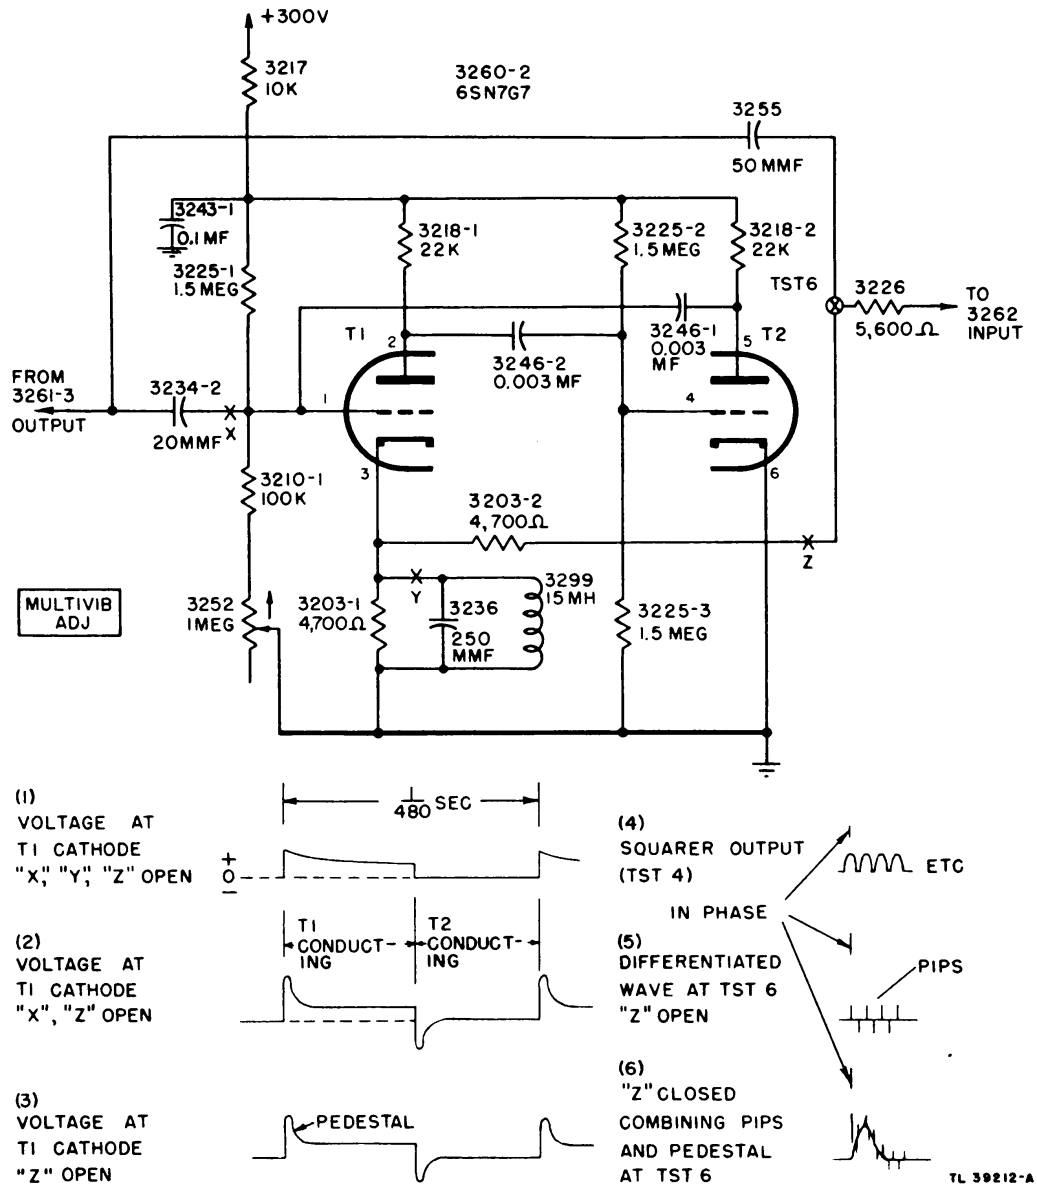 +300V
3217
10K
3260-2
6SN7G7
3255
50 MMF
3243-1
0.1 MF
3218-1
22K
3225-2
1.5 MEG
3218-2
22K
3225-1
1.5 MEG
TST6
3226
5,600 Ω
TO
3262
INPUT
T1
2
3246-2
0.003 MF
3246-1
0.003
MF
T2
5
FROM
3261-3
OUTPUT
3234-2
20MMF
X
X
1
4
3
6
3210-1
100K
3203-2
4,700Ω
X
Z
MULTIVIB
ADJ
3252
1MEG
3203-1
4,700Ω
X
Y
3236
250
MMF
3299
15 MH
3225-3
1.5 MEG
(1)
VOLTAGE AT
T1 CATHODE
"X", "Y", "Z" OPEN
+
0
−
1/480 SEC
T1
CONDUCT-
ING
T2
CONDUCT-
ING
(2)
VOLTAGE AT
T1 CATHODE
"X", "Z" OPEN
(3)
VOLTAGE AT
T1 CATHODE
"Z" OPEN
PEDESTAL
(4)
SQUARER OUTPUT
(TST 4)
ETC
IN PHASE
(5)
DIFFERENTIATED
WAVE AT TST 6
"Z" OPEN
PIPS
(6)
"Z" CLOSED
COMBINING PIPS
AND PEDESTAL
AT TST 6
TL 39212-A